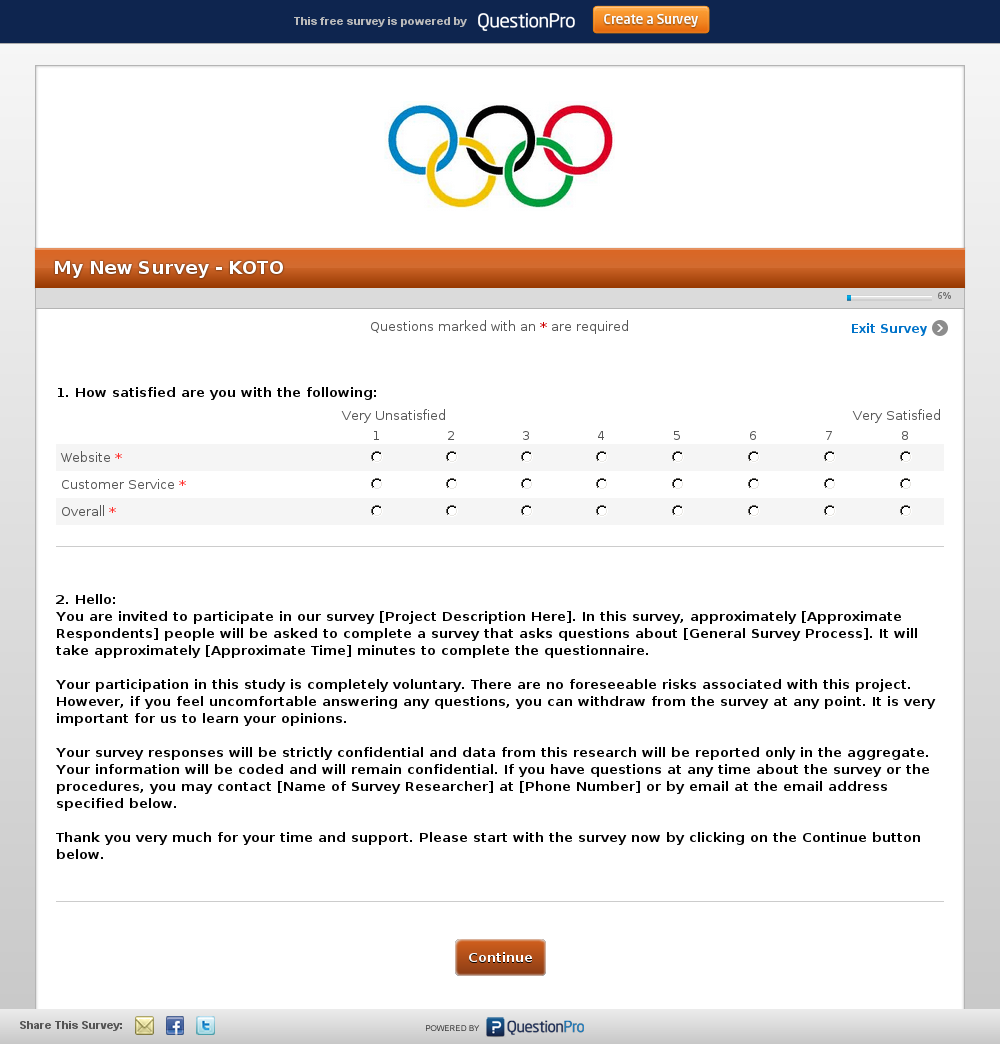 This free survey is powered by QuestionPro Create a Survey
My New Survey - KOTO
6%
Questions marked with an * are required
Exit Survey
1. How satisfied are you with the following:
Very Unsatisfied Very Satisfied
1 2 3 4 5 6 7 8
Website *
Customer Service *
Overall *
2. Hello:
You are invited to participate in our survey [Project Description Here]. In this survey, approximately [Approximate
Respondents] people will be asked to complete a survey that asks questions about [General Survey Process]. It will
take approximately [Approximate Time] minutes to complete the questionnaire.
Your participation in this study is completely voluntary. There are no foreseeable risks associated with this project.
However, if you feel uncomfortable answering any questions, you can withdraw from the survey at any point. It is very
important for us to learn your opinions.
Your survey responses will be strictly confidential and data from this research will be reported only in the aggregate.
Your information will be coded and will remain confidential. If you have questions at any time about the survey or the
procedures, you may contact [Name of Survey Researcher] at [Phone Number] or by email at the email address
specified below.
Thank you very much for your time and support. Please start with the survey now by clicking on the Continue button
below.
Continue
Share This Survey: POWERED BY QuestionPro